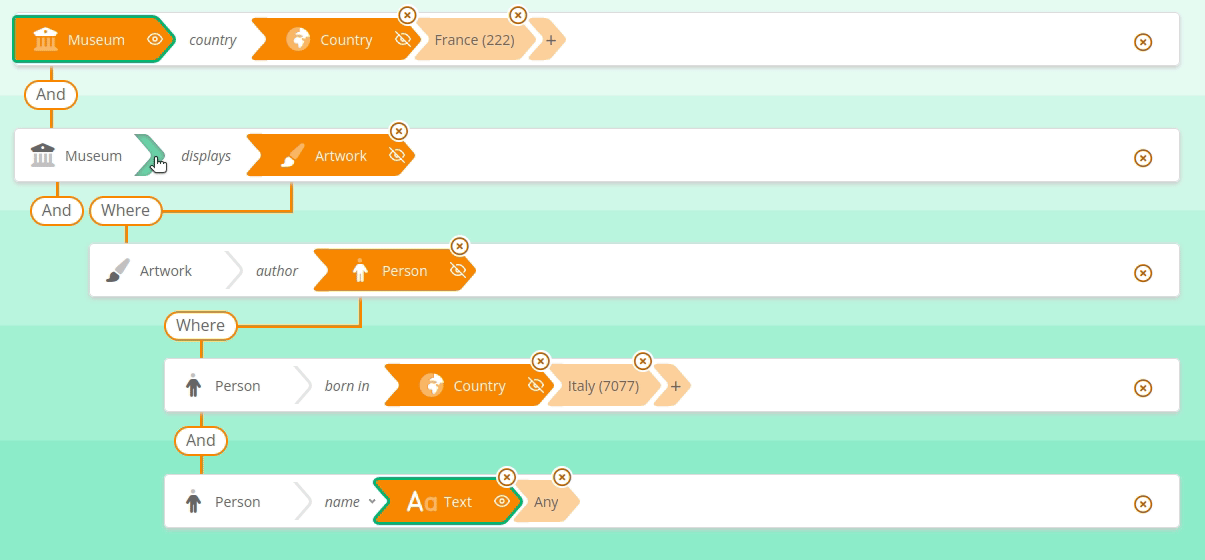 Museum country Country France (222) +
And
Museum displays Artwork
And Where
Artwork author Person
Where
Person born in Country Italy (7077) +
And
Person name Aa Text Any